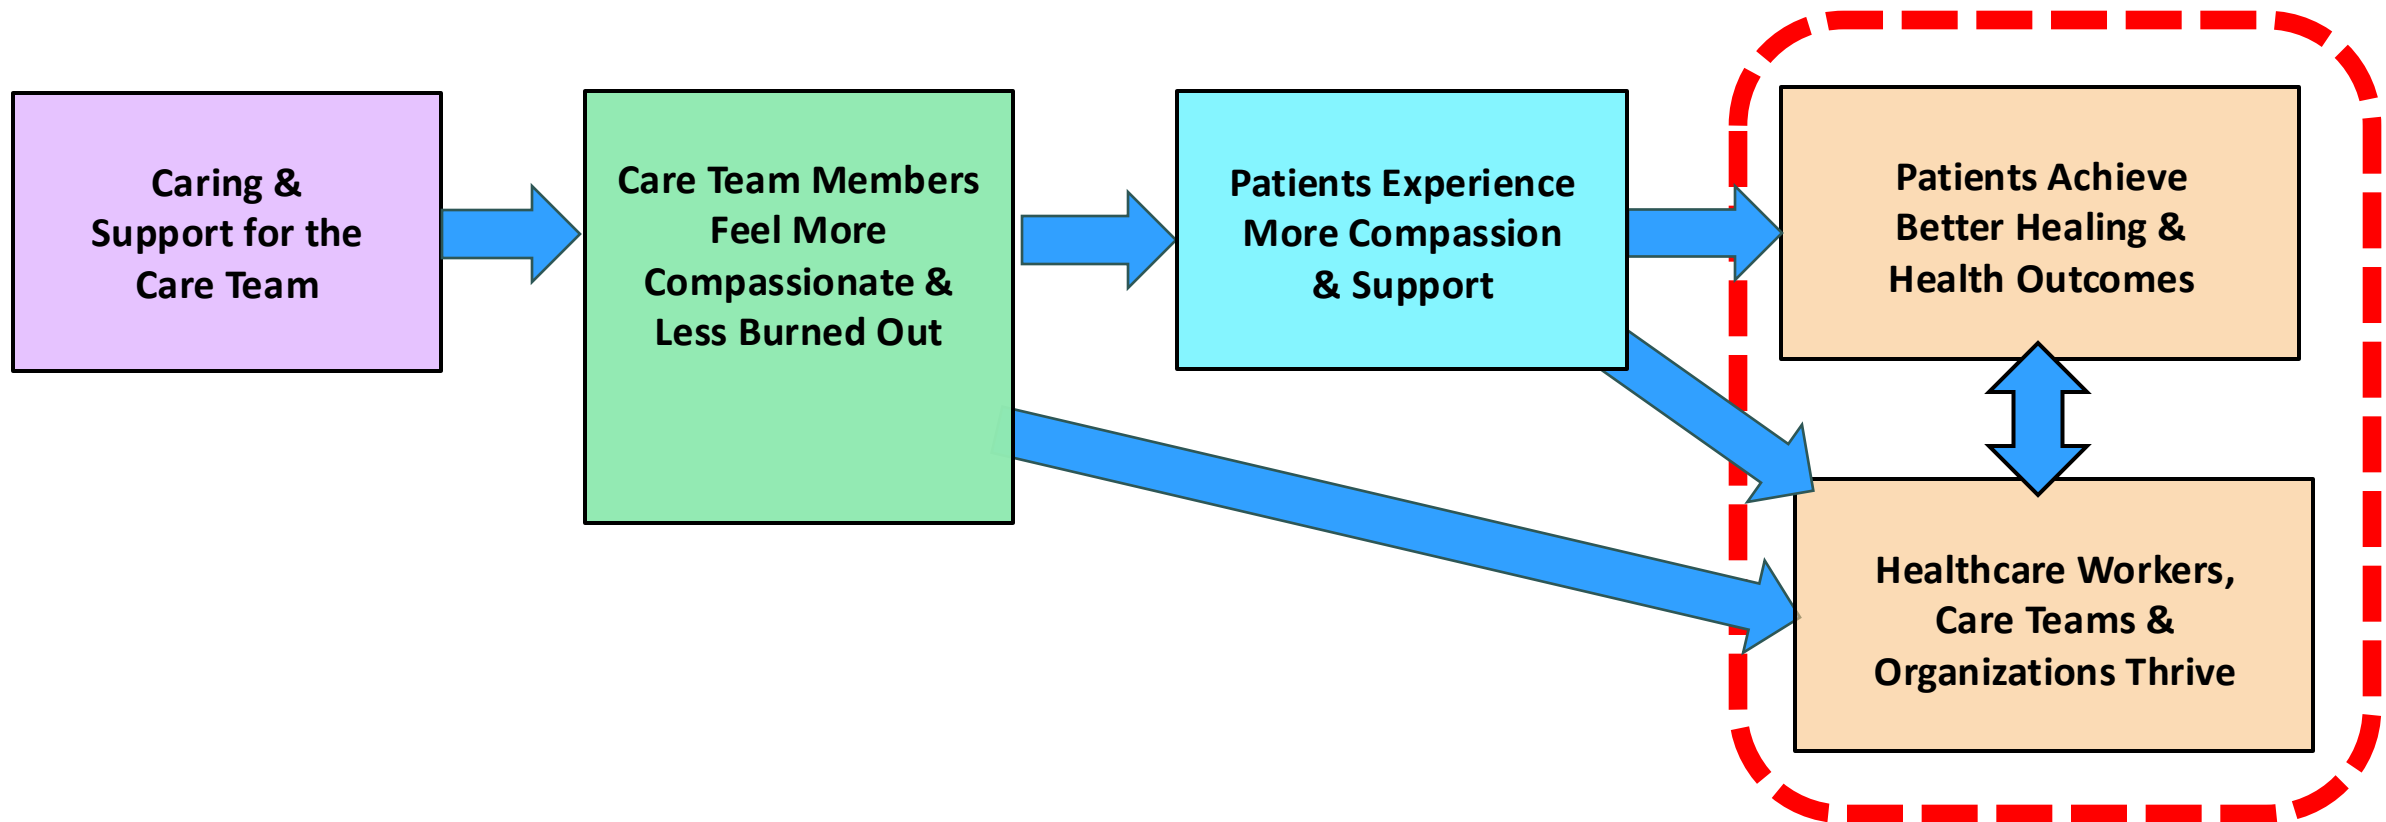 Caring &
Support for the
Care Team
Care Team Members
Feel More
Compassionate &
Less Burned Out
Patients Experience
More Compassion
& Support
Patients Achieve
Better Healing &
Health Outcomes
Healthcare Workers,
Care Teams &
Organizations Thrive